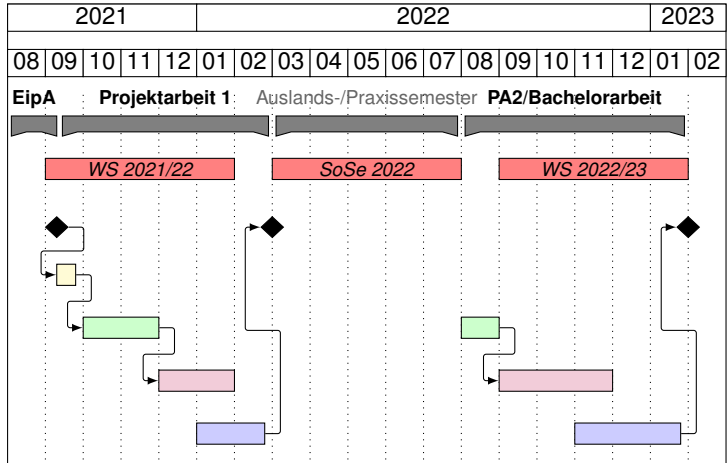 2021 2022 2023
08 09 10 11 12 01 02 03 04 05 06 07 08 09 10 11 12 01 02
EipA Projektarbeit 1 Auslands-/Praxissemester PA2/Bachelorarbeit
WS 2021/22 SoSe 2022 WS 2022/23